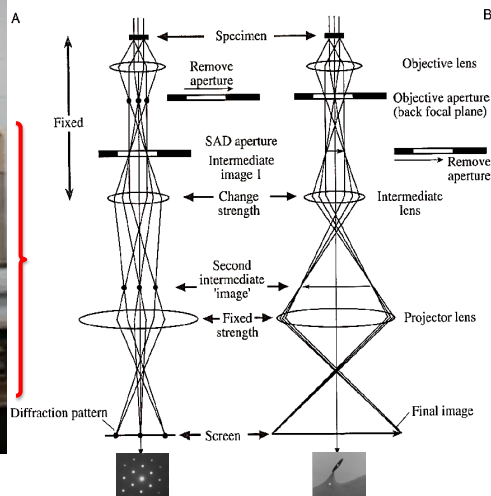 A
B
Specimen
Objective lens
Remove
aperture
Objective aperture
(back focal plane)
Fixed
SAD aperture
Intermediate
image 1
Remove
aperture
Change
strength
Intermediate
lens
Second
intermediate
'image'
Fixed
strength
Projector lens
Diffraction pattern
Final image
Screen